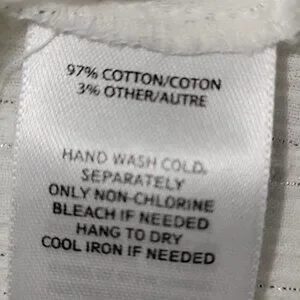 97% COTTON/COTON
3% OTHER/AUTRE
HAND WASH COLD,
SEPARATELY
ONLY NON-CHLORINE
BLEACH IF NEEDED
HANG TO DRY
COOL IRON IF NEEDED